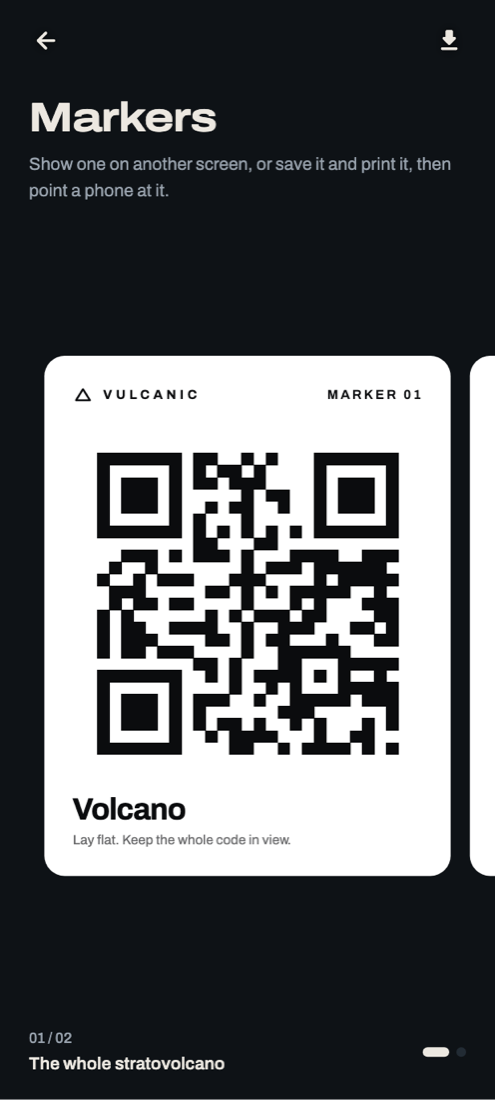 Markers
Show one on another screen, or save it and print it, then
point a phone at it.
VULCANIC
MARKER 01
Volcano
Lay flat. Keep the whole code in view.
01 / 02
The whole stratovolcano